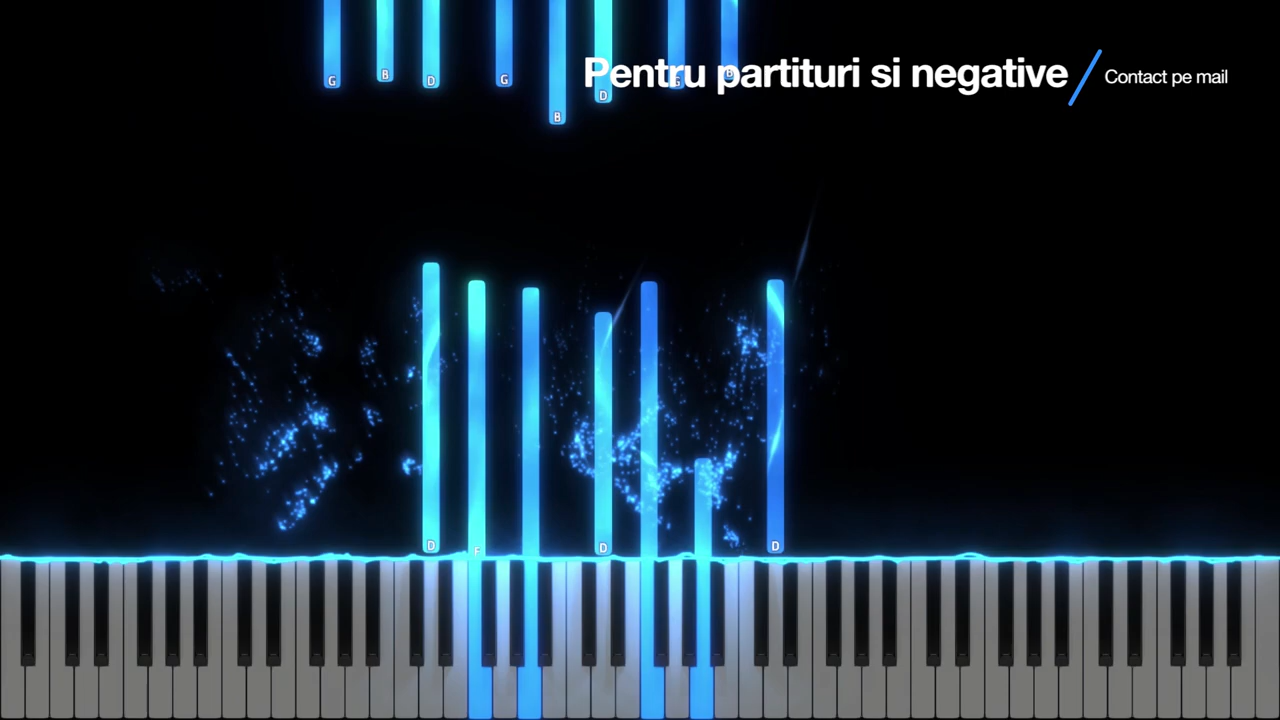 G B D G B D G B
Pentru partituri si negative / Contact pe mail
D F D D